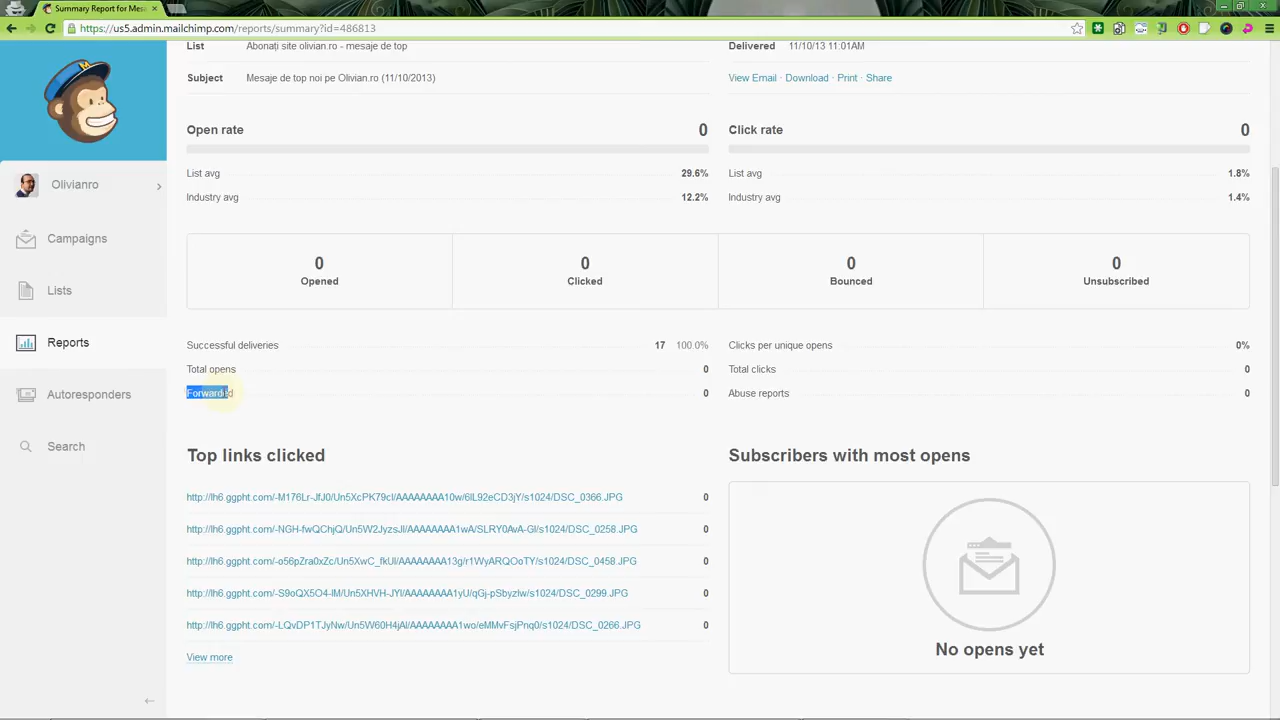 Summary Report for Mesa
https://us5.admin.mailchimp.com/reports/summary?id=486813
List Abonați site olivian.ro - mesaje de top
Delivered 11/10/13 11:01AM
Subject Mesaje de top noi pe Olivian.ro (11/10/2013)
View Email · Download · Print · Share
Open rate 0
Click rate 0
List avg 29.6%
List avg 1.8%
Industry avg 12.2%
Industry avg 1.4%
Olivianro
Campaigns
Lists
Reports
Autoresponders
Search
0
Opened
0
Clicked
0
Bounced
0
Unsubscribed
Successful deliveries 17 100.0%
Clicks per unique opens 0%
Total opens 0
Total clicks 0
Forwarded 0
Abuse reports 0
Top links clicked
http://lh6.ggpht.com/-M176Lr-JfJ0/Un5XcPK79cI/AAAAAAAA10w/6lL92eCD3jY/s1024/DSC_0366.JPG 0
http://lh6.ggpht.com/-NGH-fwQChjQ/Un5W2JyzsJI/AAAAAAAA1wA/SLRY0AvA-GI/s1024/DSC_0258.JPG 0
http://lh6.ggpht.com/-o56pZra0xZc/Un5XwC_fkUI/AAAAAAAA13g/r1WyARQOoTY/s1024/DSC_0458.JPG 0
http://lh6.ggpht.com/-S9oQX5O4-lM/Un5XHVH-JYI/AAAAAAAA1yU/qGj-pSbyzIw/s1024/DSC_0299.JPG 0
http://lh6.ggpht.com/-LQvDP1TJyNw/Un5W60H4jAI/AAAAAAAA1wo/eMMvFsjPnq0/s1024/DSC_0266.JPG 0
View more
Subscribers with most opens
No opens yet